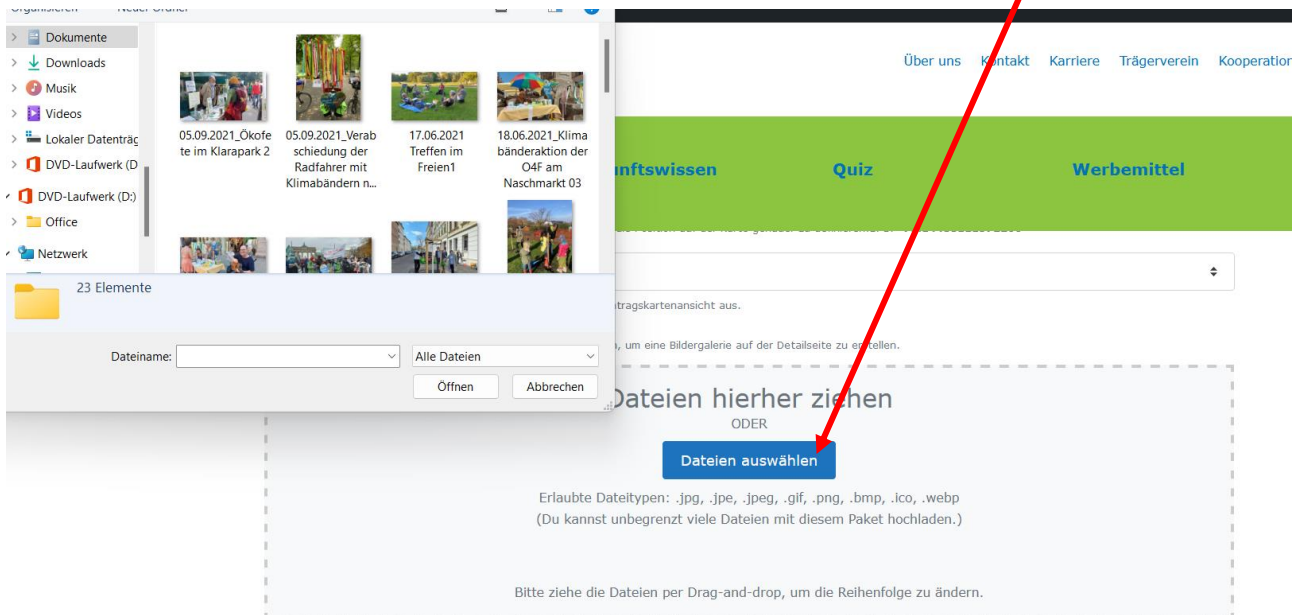 Organisieren Neuer Ordner
Dokumente
Downloads
Musik
Videos
Lokaler Datenträg
DVD-Laufwerk (D
DVD-Laufwerk (D:)
Office
Netzwerk
05.09.2021_Ökofe
te im Klarapark 2
05.09.2021_Verab
schiedung der
Radfahrer mit
Klimabändern n...
17.06.2021
Treffen im
Freien1
18.06.2021_Klima
bänderaktion der
O4F am
Naschmarkt 03
23 Elemente
Dateiname:
Alle Dateien
Öffnen Abbrechen
Über uns Kontakt Karriere Trägerverein Kooperation
unftswissen Quiz Werbemittel
tragskartenansicht aus.
, um eine Bildergalerie auf der Detailseite zu erstellen.
Dateien hierher ziehen
ODER
Dateien auswählen
Erlaubte Dateitypen: .jpg, .jpe, .jpeg, .gif, .png, .bmp, .ico, .webp
(Du kannst unbegrenzt viele Dateien mit diesem Paket hochladen.)
Bitte ziehe die Dateien per Drag-and-drop, um die Reihenfolge zu ändern.